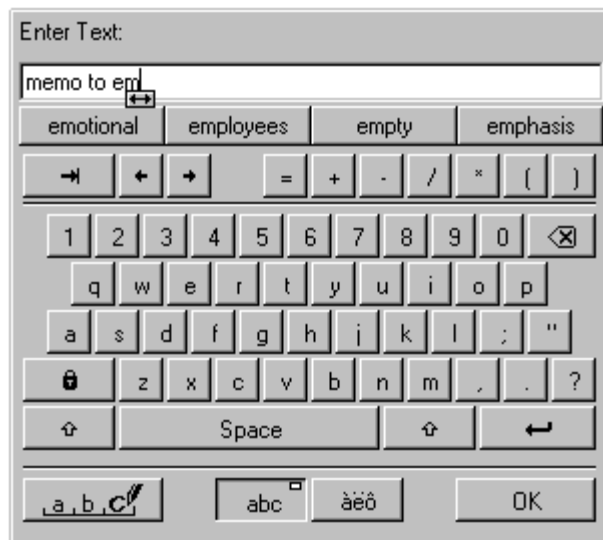 Enter Text:
memo to em
emotional employees empty emphasis
= + - / * ( )
1 2 3 4 5 6 7 8 9 0
q w e r t y u i o p
a s d f g h j k l ; "
z x c v b n m , . ?
Space
a b c abc àëô OK